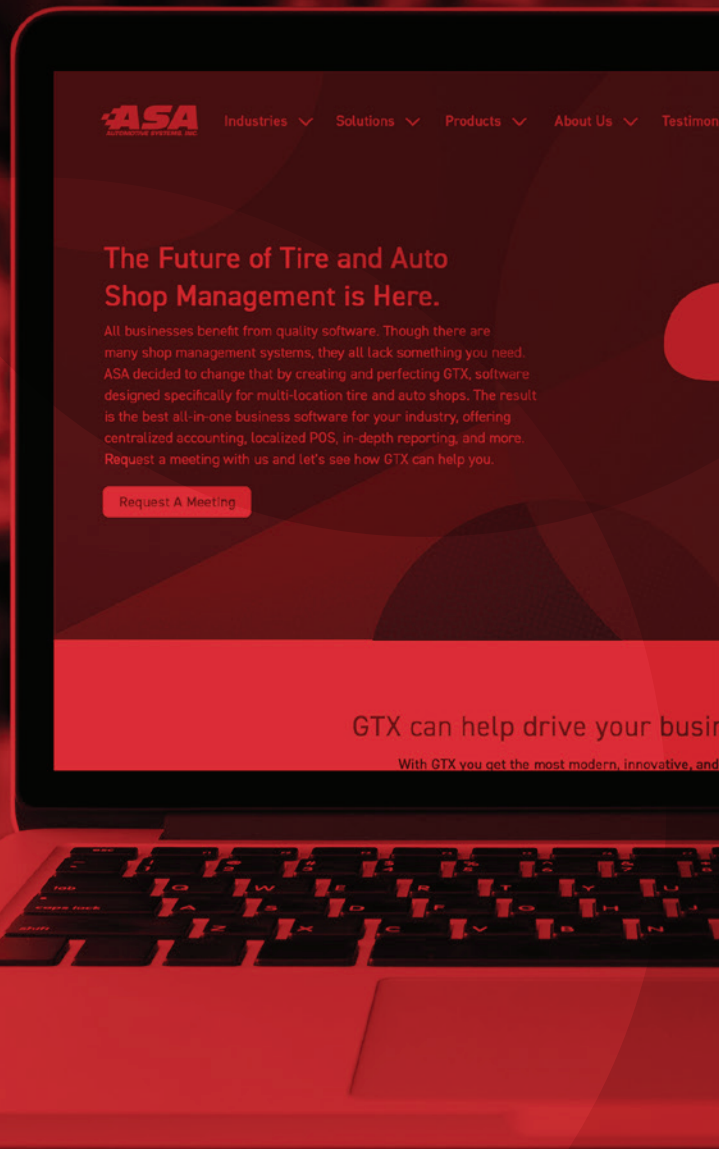 ASA
AUTOMOTIVE SYSTEMS, INC.
Industries Solutions Products About Us Testimon
The Future of Tire and Auto
Shop Management is Here.
All businesses benefit from quality software. Though there are
many shop management systems, they all lack something you need.
ASA decided to change that by creating and perfecting GTX, software
designed specifically for multi-location tire and auto shops. The result
is the best all-in-one business software for your industry, offering
centralized accounting, localized POS, in-depth reporting, and more.
Request a meeting with us and let's see how GTX can help you.
Request A Meeting
GTX can help drive your busin
With GTX you get the most modern, innovative, and
esc
tab Q W E R T Y U
caps lock A S D F G H J
shift Z X C V B N